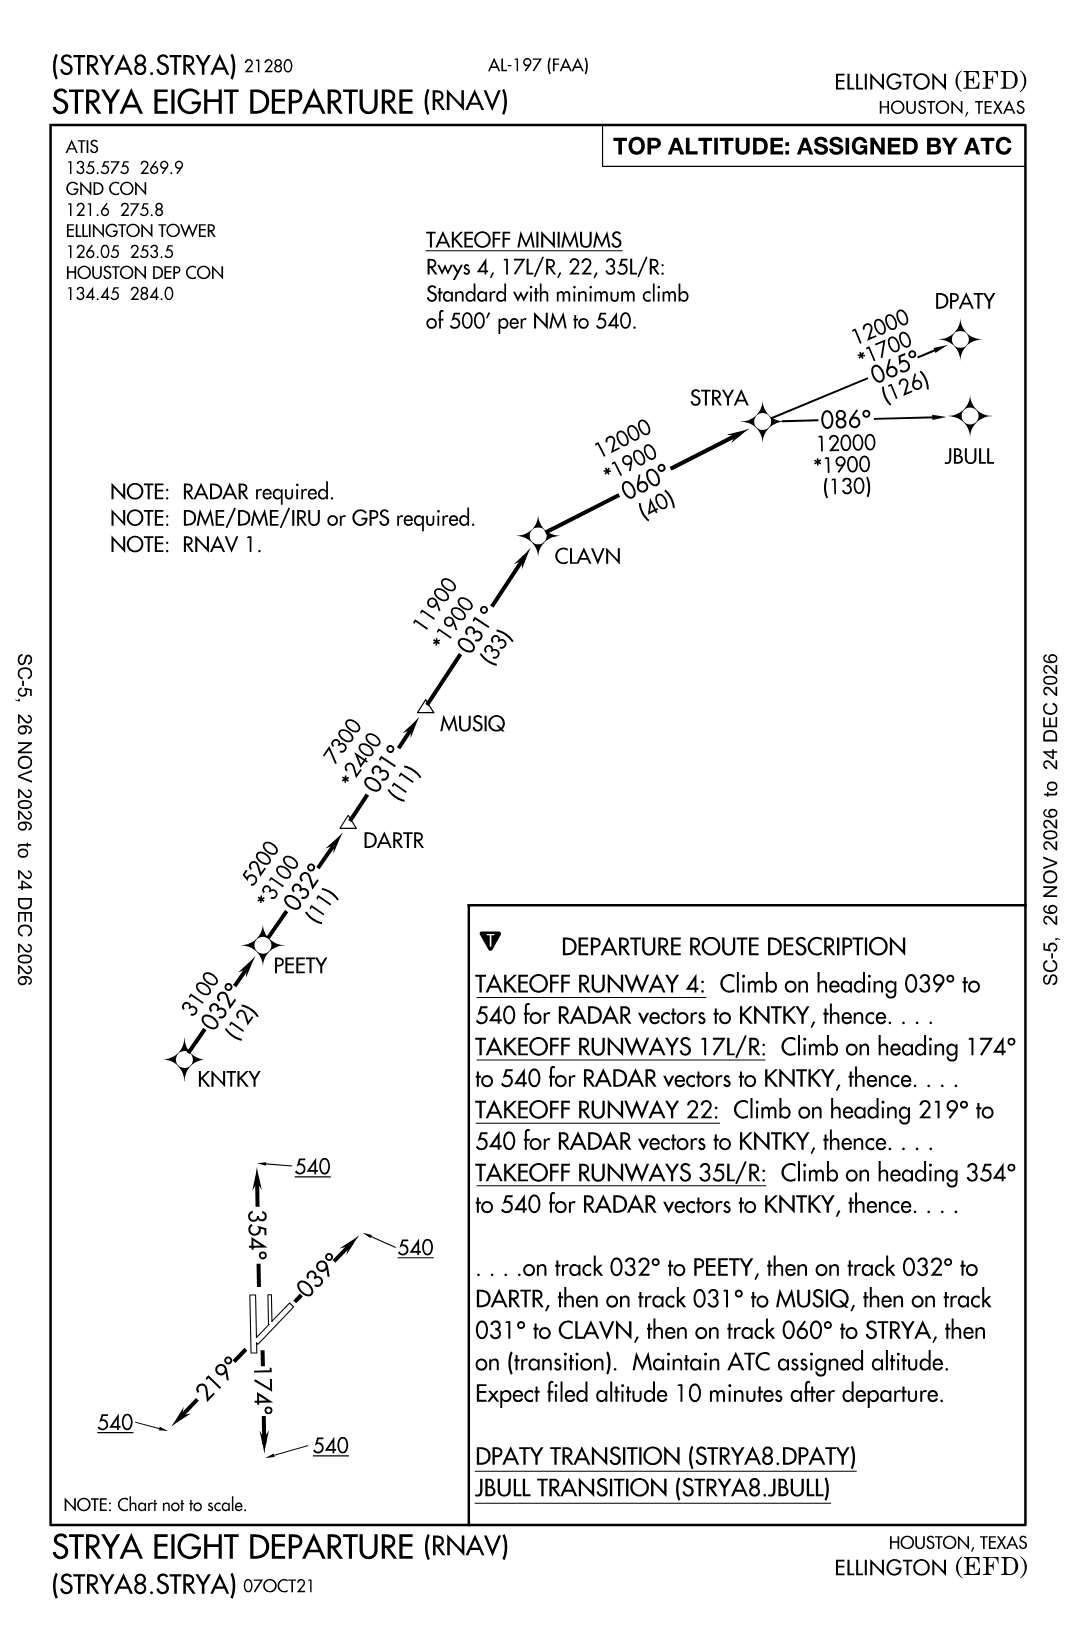 (STRYA8.STRYA) 21280
AL-197 (FAA)
ELLINGTON (EFD)
STRYA EIGHT DEPARTURE (RNAV)
HOUSTON, TEXAS
TOP ALTITUDE: ASSIGNED BY ATC
ATIS
135.575 269.9
GND CON
121.6 275.8
ELLINGTON TOWER
126.05 253.5
HOUSTON DEP CON
134.45 284.0
TAKEOFF MINIMUMS
Rwys 4, 17L/R, 22, 35L/R:
Standard with minimum climb
of 500′ per NM to 540.
DPATY
12000
*1700
065°
(126)
STRYA
086°
12000
*1900
(130)
JBULL
12000
*1900
060°
(40)
NOTE: RADAR required.
NOTE: DME/DME/IRU or GPS required.
NOTE: RNAV 1.
CLAVN
11900
*1900
031°
(33)
MUSIQ
7300
*2400
031°
(11)
DARTR
5200
*3100
032°
(11)
PEETY
3100
032°
(12)
KNTKY
SC-5, 26 NOV 2026 to 24 DEC 2026
SC-5, 26 NOV 2026 to 24 DEC 2026
540
354°
540
039°
219°
174°
540
540
NOTE: Chart not to scale.
T
DEPARTURE ROUTE DESCRIPTION
TAKEOFF RUNWAY 4: Climb on heading 039° to
540 for RADAR vectors to KNTKY, thence. . . .
TAKEOFF RUNWAYS 17L/R: Climb on heading 174°
to 540 for RADAR vectors to KNTKY, thence. . . .
TAKEOFF RUNWAY 22: Climb on heading 219° to
540 for RADAR vectors to KNTKY, thence. . . .
TAKEOFF RUNWAYS 35L/R: Climb on heading 354°
to 540 for RADAR vectors to KNTKY, thence. . . .
. . . .on track 032° to PEETY, then on track 032° to
DARTR, then on track 031° to MUSIQ, then on track
031° to CLAVN, then on track 060° to STRYA, then
on (transition). Maintain ATC assigned altitude.
Expect filed altitude 10 minutes after departure.
DPATY TRANSITION (STRYA8.DPATY)
JBULL TRANSITION (STRYA8.JBULL)
STRYA EIGHT DEPARTURE (RNAV)
HOUSTON, TEXAS
ELLINGTON (EFD)
(STRYA8.STRYA) 07OCT21